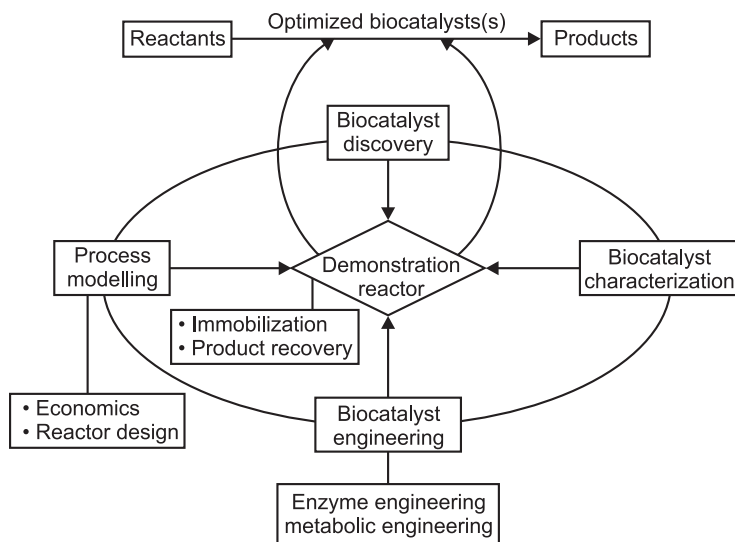 Optimized biocatalysts(s)
Reactants
Products
Biocatalyst
discovery
Process
modelling
Demonstration
reactor
Biocatalyst
characterization
• Immobilization
• Product recovery
• Economics
• Reactor design
Biocatalyst
engineering
Enzyme engineering
metabolic engineering